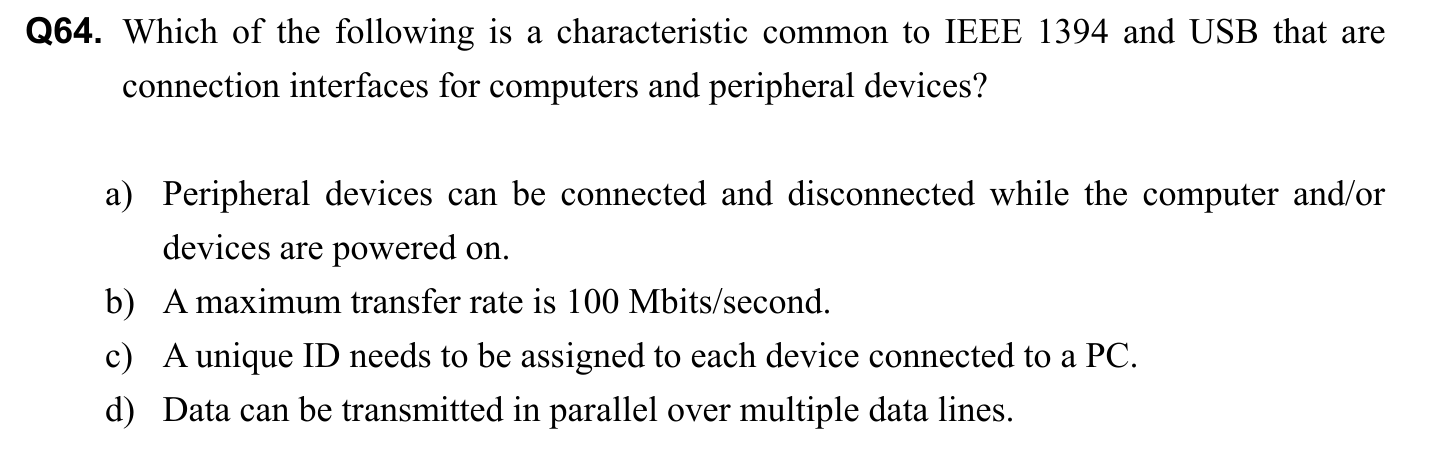 Q64. Which of the following is a characteristic common to IEEE 1394 and USB that are
connection interfaces for computers and peripheral devices?
a) Peripheral devices can be connected and disconnected while the computer and/or
devices are powered on.
b) A maximum transfer rate is 100 Mbits/second.
c) A unique ID needs to be assigned to each device connected to a PC.
d) Data can be transmitted in parallel over multiple data lines.